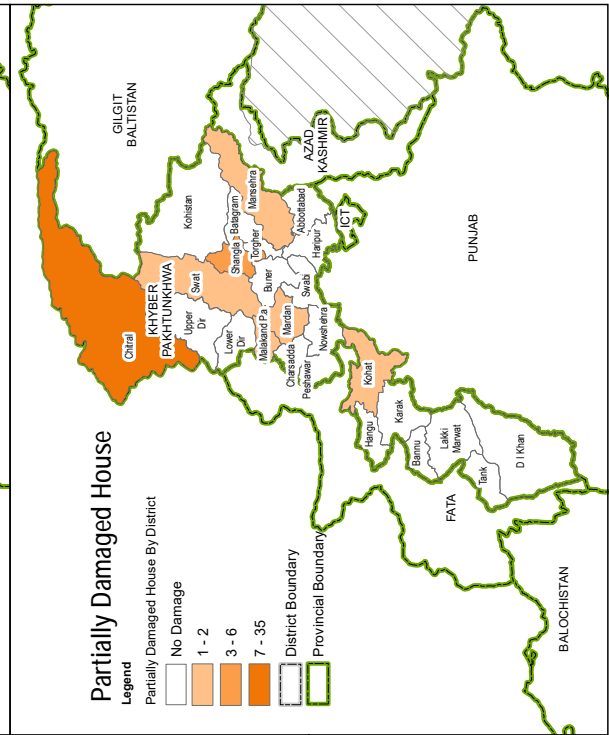 Partially Damaged House
Legend
Partially Damaged House By District
No Damage
1 - 2
3 - 6
7 - 35
District Boundary
Provincial Boundary
GILGIT
BALTISTAN
Chitral
KHYBER
PAKHTUNKHWA
Kohistan
Upper
Dir
Swat
Shangla
Batagram
Mansehra
Torgher
Lower
Dir
Malakand P.a
Buner
Abbottabad
AZAD
KASHMIR
Charsadda
Mardan
Swabi
Haripur
ICT
Peshawar
Nowshehra
Kohat
Hangu
Karak
Bannu
Lakki
Marwat
Tank
D I Khan
FATA
PUNJAB
BALOCHISTAN